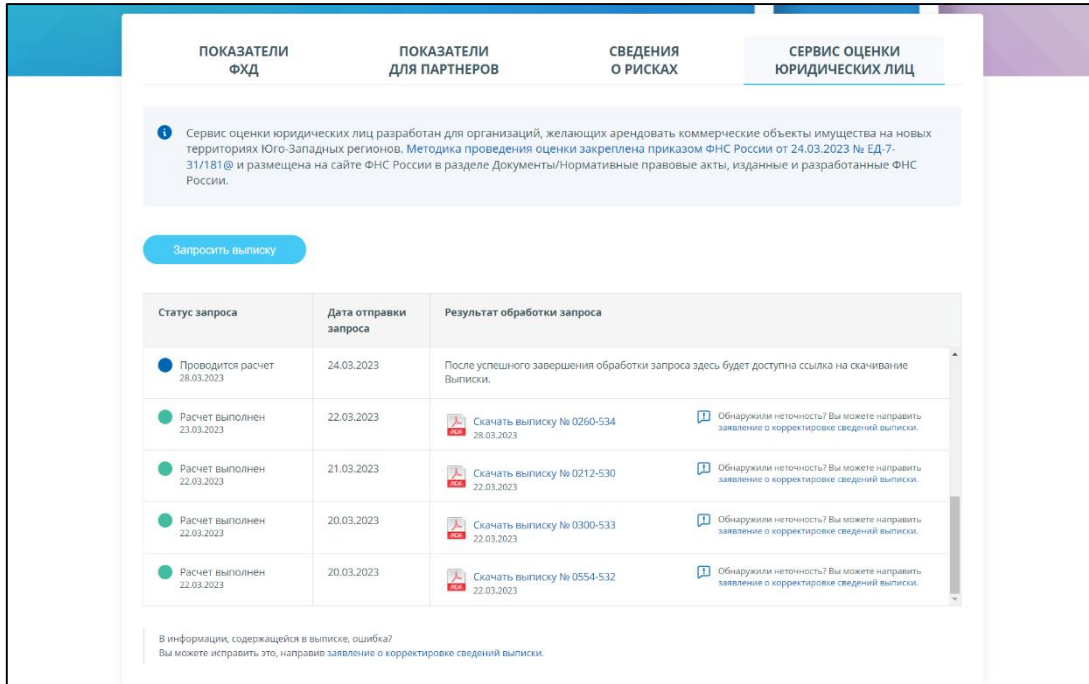 ПОКАЗАТЕЛИ
ФХД
ПОКАЗАТЕЛИ
ДЛЯ ПАРТНЕРОВ
СВЕДЕНИЯ
О РИСКАХ
СЕРВИС ОЦЕНКИ
ЮРИДИЧЕСКИХ ЛИЦ
Сервис оценки юридических лиц разработан для организаций, желающих арендовать коммерческие объекты имущества на новых
территориях Юго-Западных регионов. Методика проведения оценки закреплена приказом ФНС России от 24.03.2023 № ЕД-7-
31/181@ и размещена на сайте ФНС России в разделе Документы/Нормативные правовые акты, изданные и разработанные ФНС
России.
Запросить выписку
Статус запроса
Дата отправки
запроса
Результат обработки запроса
Проводится расчет
28.03.2023
24.03.2023
После успешного завершения обработки запроса здесь будет доступна ссылка на скачивание
Выписки.
Расчет выполнен
23.03.2023
22.03.2023
PDF
Скачать выписку № 0260-534
28.03.2023
Обнаружили неточность? Вы можете направить
заявление о корректировке сведений выписки.
Расчет выполнен
22.03.2023
21.03.2023
PDF
Скачать выписку № 0212-530
22.03.2023
Обнаружили неточность? Вы можете направить
заявление о корректировке сведений выписки.
Расчет выполнен
22.03.2023
20.03.2023
PDF
Скачать выписку № 0300-533
22.03.2023
Обнаружили неточность? Вы можете направить
заявление о корректировке сведений выписки.
Расчет выполнен
22.03.2023
20.03.2023
PDF
Скачать выписку № 0554-532
22.03.2023
Обнаружили неточность? Вы можете направить
заявление о корректировке сведений выписки.
В информации, содержащейся в выписке, ошибка?
Вы можете исправить это, направив заявление о корректировке сведений выписки.